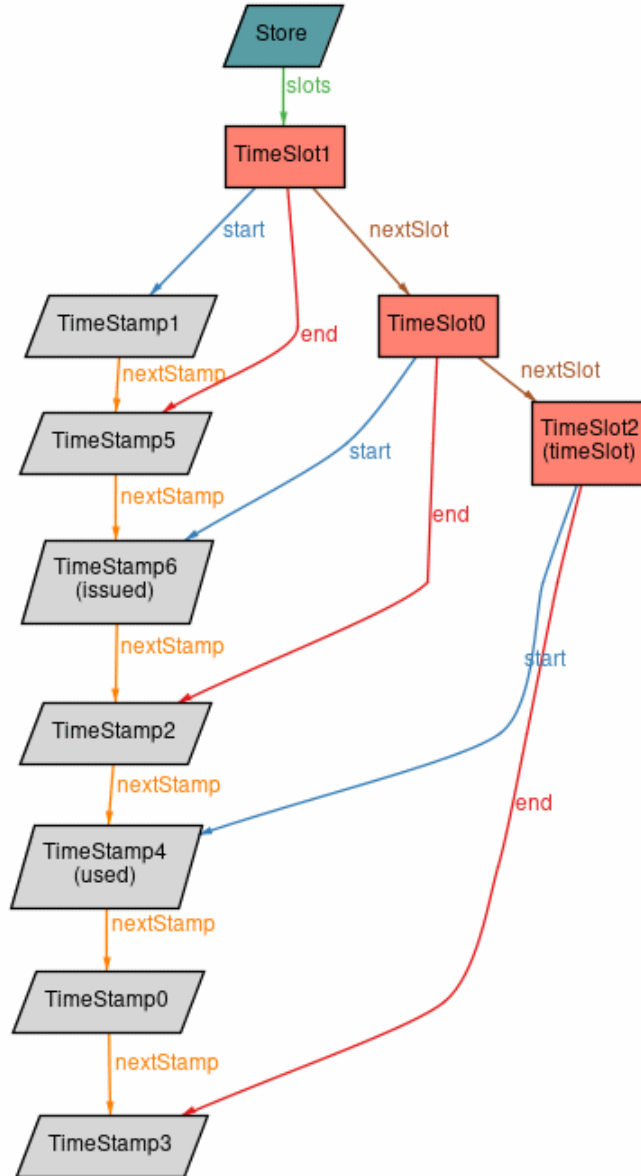 Store
slots
TimeSlot1
start
nextSlot
TimeStamp1
TimeSlot0
end
nextStamp
nextSlot
TimeStamp5
TimeSlot2
(timeSlot)
start
nextStamp
end
TimeStamp6
(issued)
nextStamp
start
TimeStamp2
nextStamp
end
TimeStamp4
(used)
nextStamp
TimeStamp0
nextStamp
TimeStamp3